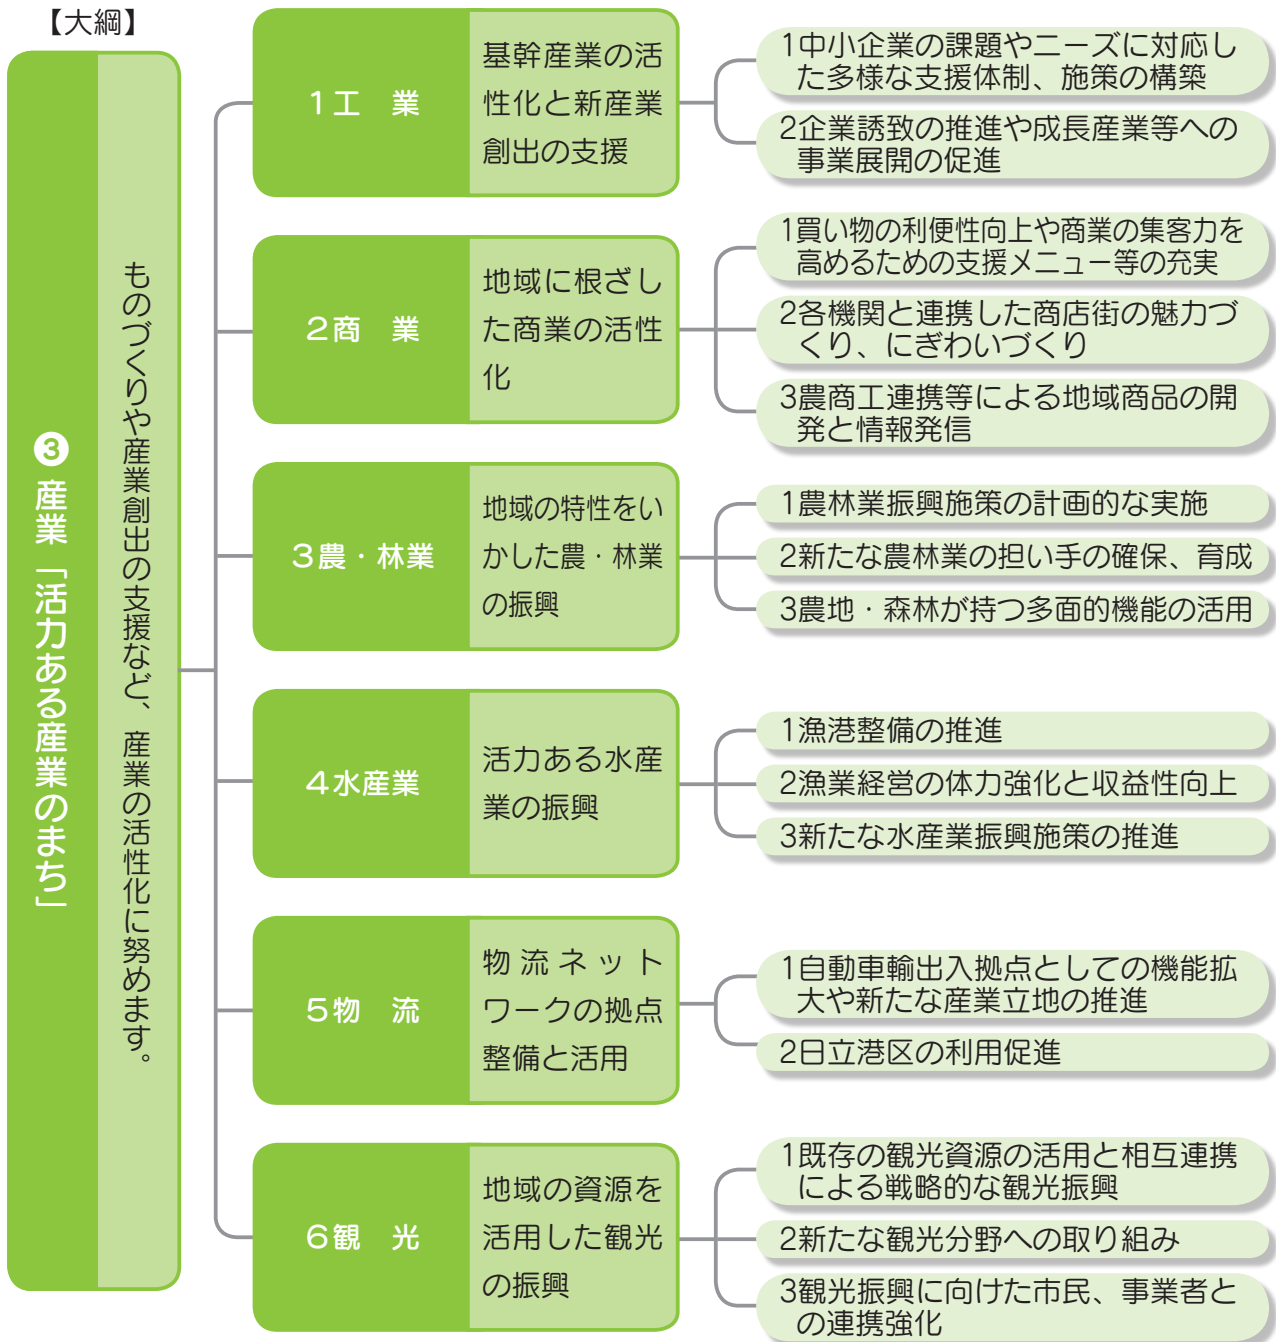 【大綱】
❸ 産業「活力ある産業のまち」
ものづくりや産業創出の支援など、産業の活性化に努めます。
1工　業
基幹産業の活
性化と新産業
創出の支援
1中小企業の課題やニーズに対応し
た多様な支援体制、施策の構築
2企業誘致の推進や成長産業等への
事業展開の促進
2商　業
地域に根ざし
た商業の活性
化
1買い物の利便性向上や商業の集客力を
高めるための支援メニュー等の充実
2各機関と連携した商店街の魅力づ
くり、にぎわいづくり
3農商工連携等による地域商品の開
発と情報発信
3農・林業
地域の特性をい
かした農・林業
の振興
1農林業振興施策の計画的な実施
2新たな農林業の担い手の確保、育成
3農地・森林が持つ多面的機能の活用
4水産業
活力ある水産
業の振興
1漁港整備の推進
2漁業経営の体力強化と収益性向上
3新たな水産業振興施策の推進
5物　流
物流ネット
ワークの拠点
整備と活用
1自動車輸出入拠点としての機能拡
大や新たな産業立地の推進
2日立港区の利用促進
6観　光
地域の資源を
活用した観光
の振興
1既存の観光資源の活用と相互連携
による戦略的な観光振興
2新たな観光分野への取り組み
3観光振興に向けた市民、事業者と
の連携強化